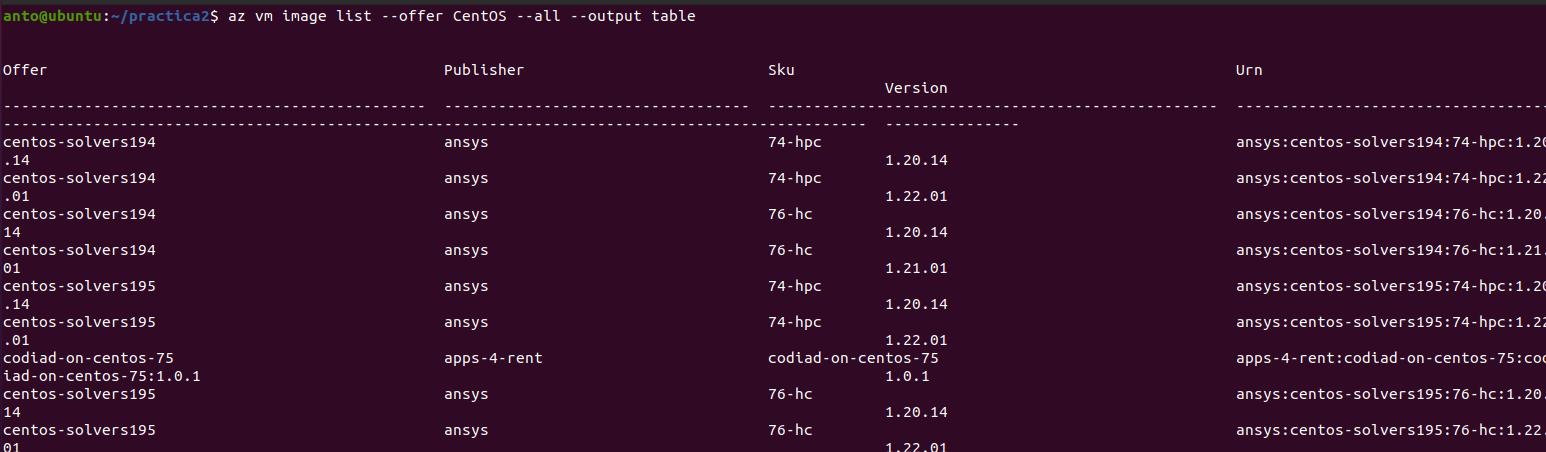 anto@ubuntu:~/practica2$ az vm image list --offer CentOS --all --output table
Offer Publisher Sku Urn
Version
----------------------------------------------- ---------------------------------- -------------------------------------------------- -----------------------------------
------------------------------------------------------------------------------------------------ ---------------
centos-solvers194 ansys 74-hpc ansys:centos-solvers194:74-hpc:1.20
.14 1.20.14
centos-solvers194 ansys 74-hpc ansys:centos-solvers194:74-hpc:1.22
.01 1.22.01
centos-solvers194 ansys 76-hc ansys:centos-solvers194:76-hc:1.20.
14 1.20.14
centos-solvers194 ansys 76-hc ansys:centos-solvers194:76-hc:1.21.
01 1.21.01
centos-solvers195 ansys 74-hpc ansys:centos-solvers195:74-hpc:1.20
.14 1.20.14
centos-solvers195 ansys 74-hpc ansys:centos-solvers195:74-hpc:1.22
.01 1.22.01
codiad-on-centos-75 apps-4-rent codiad-on-centos-75 apps-4-rent:codiad-on-centos-75:cod
iad-on-centos-75:1.0.1 1.0.1
centos-solvers195 ansys 76-hc ansys:centos-solvers195:76-hc:1.20.
14 1.20.14
centos-solvers195 ansys 76-hc ansys:centos-solvers195:76-hc:1.22.
01 1.22.01